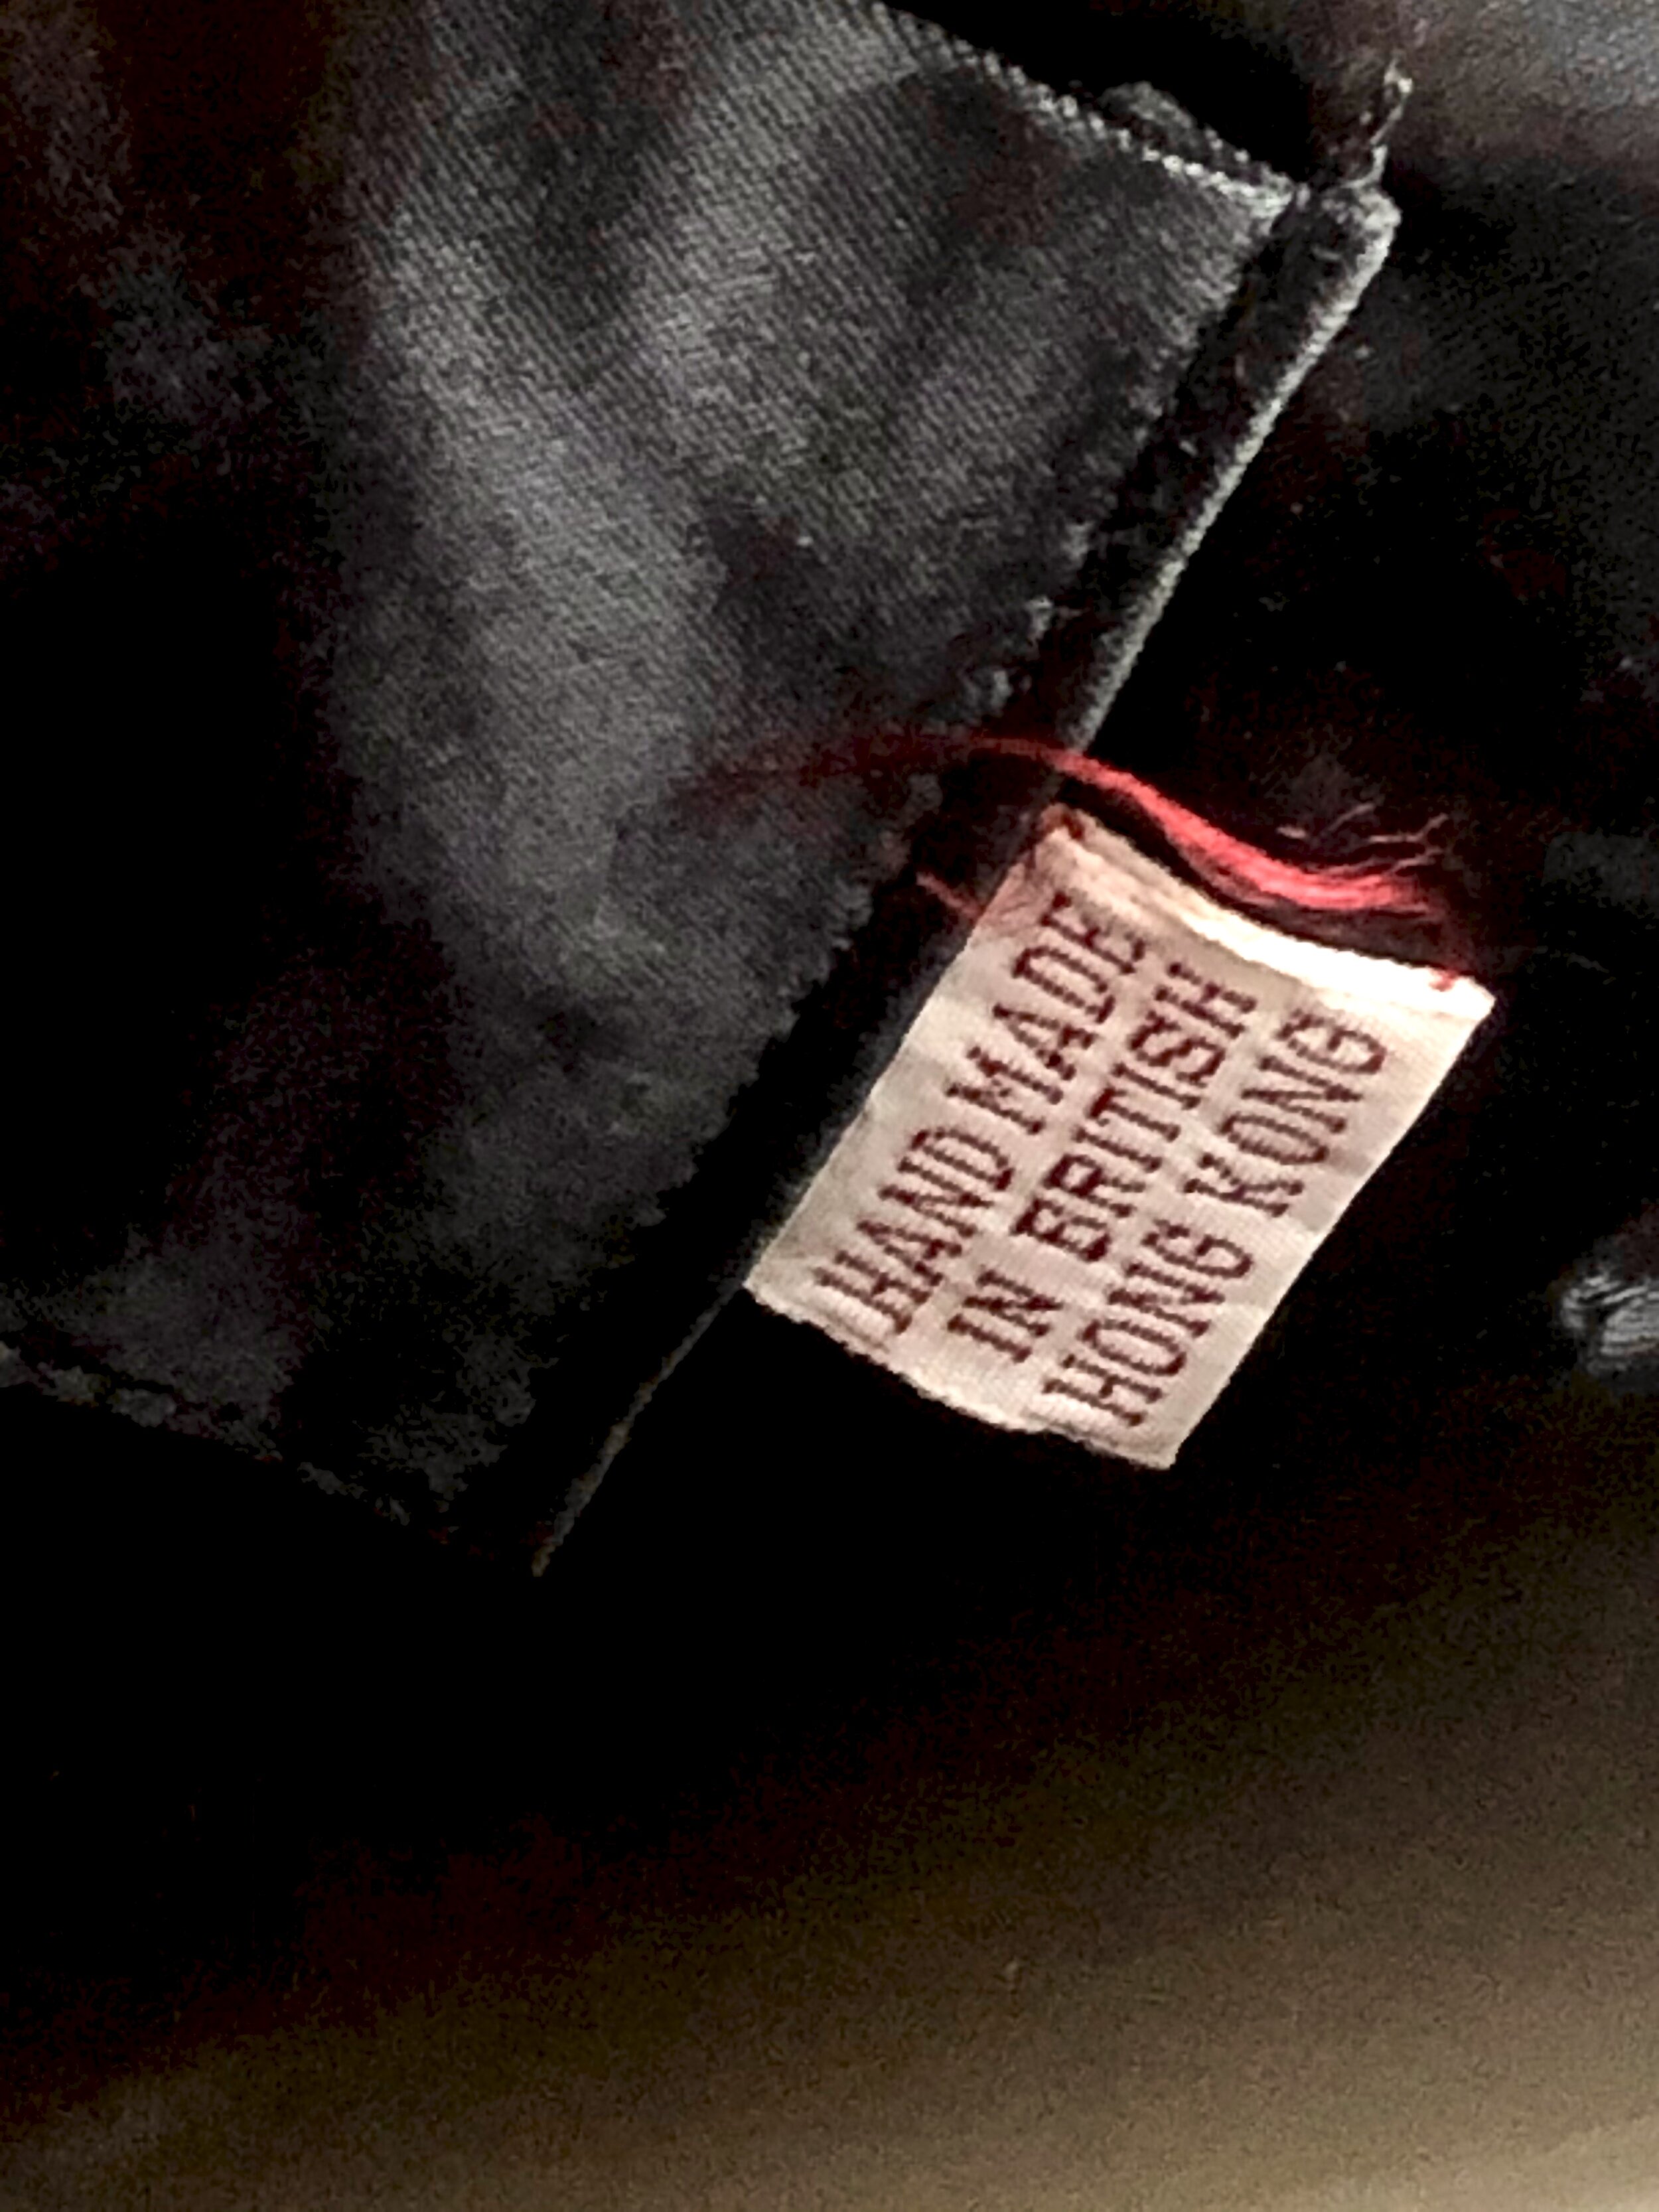 HAND MADE
IN BRITISH
HONG KONG